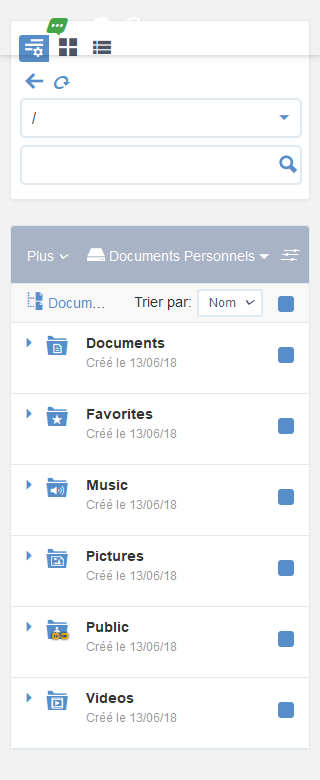 /
Plus Documents Personnels
Docum... Trier par: Nom
Documents
Créé le 13/06/18
Favorites
Créé le 13/06/18
Music
Créé le 13/06/18
Pictures
Créé le 13/06/18
Public
Créé le 13/06/18
Videos
Créé le 13/06/18